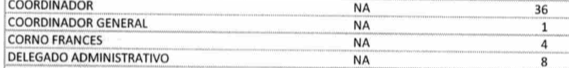 COORDINADOR NA 36
COORDINADOR GENERAL NA 1
CORNO FRANCES NA 4
DELEGADO ADMINISTRATIVO NA 8